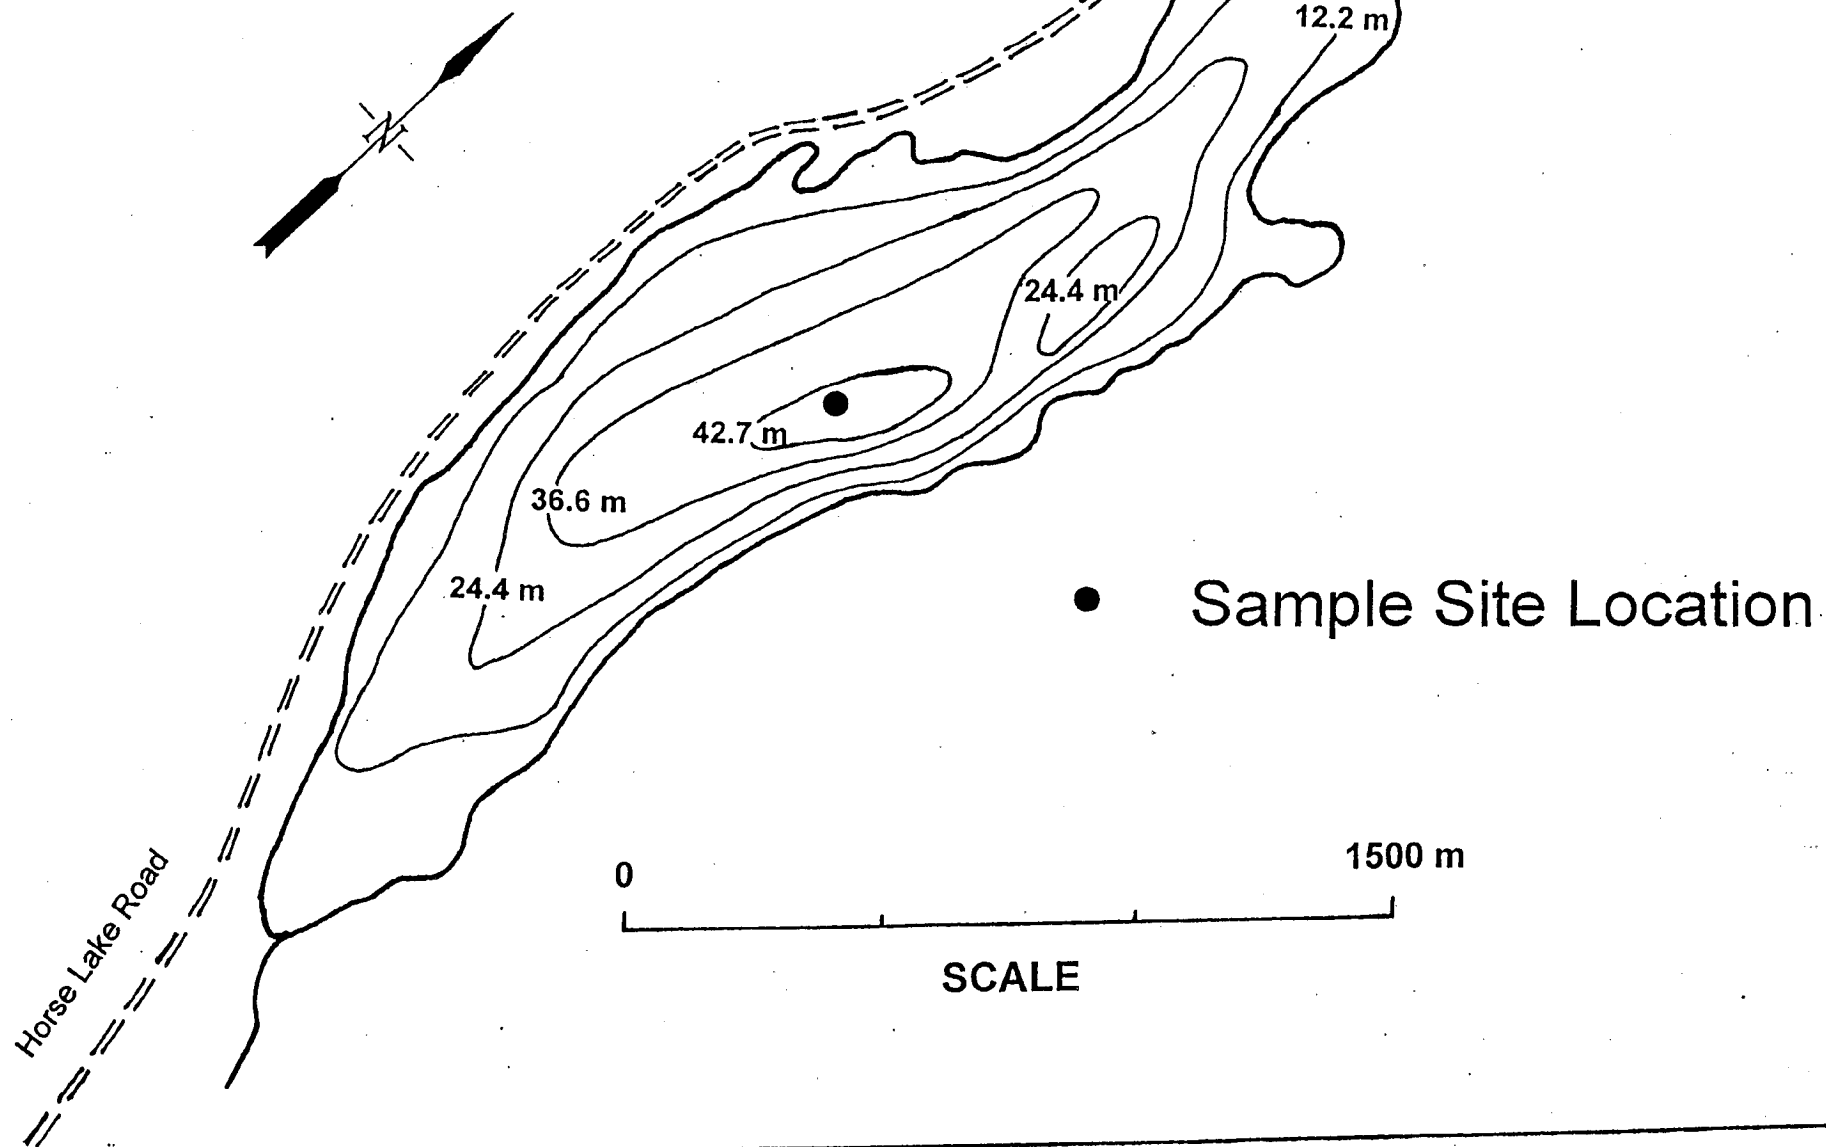 12.2 m
N
24.4 m
42.7 m
36.6 m
24.4 m
Sample Site Location
0
1500 m
SCALE
Horse Lake Road